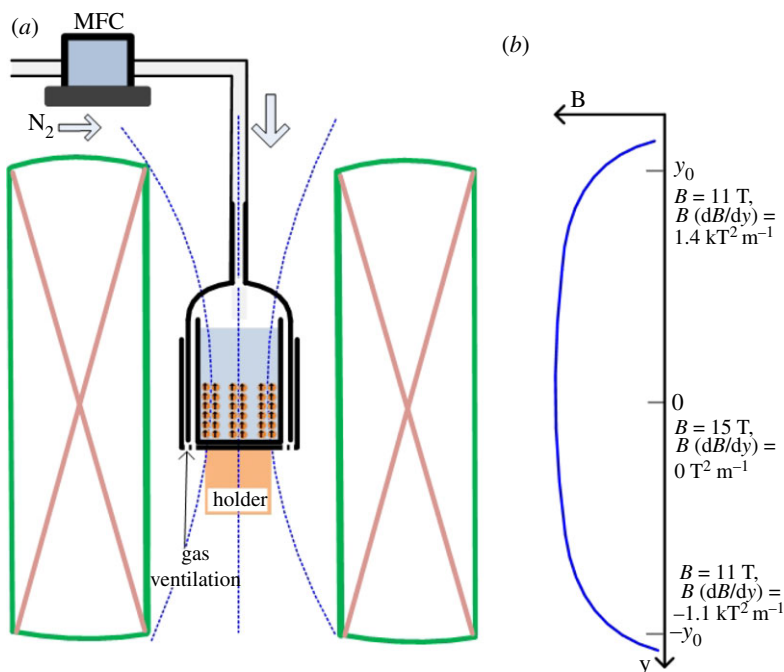 (a)
MFC
N2
holder
gas
ventilation
(b)
B
y0
B = 11 T,
B (dB/dy) =
1.4 kT² m⁻¹
0
B = 15 T,
B (dB/dy) =
0 T² m⁻¹
B = 11 T,
B (dB/dy) =
–1.1 kT² m⁻¹
–y0
y